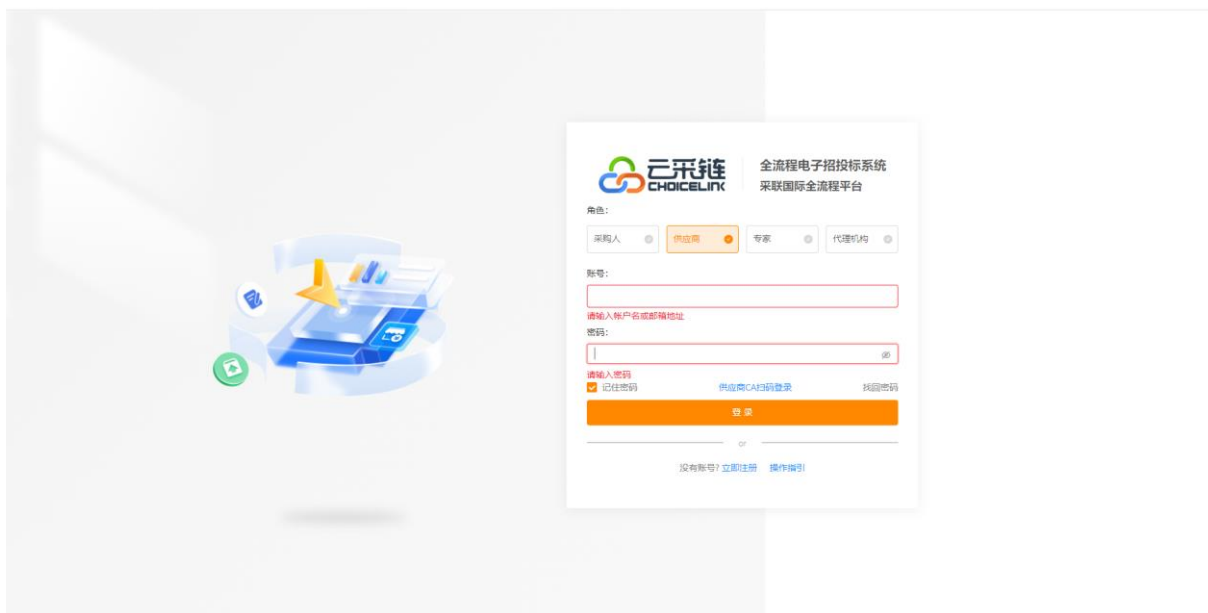 云采链
CHOICELINK
全流程电子招投标系统
采联国际全流程平台
角色：
采购人 供应商 专家 代理机构
账号：
请输入帐户名或邮箱地址
密码：
请输入密码
记住密码 供应商CA扫码登录 找回密码
登 录
or
没有账号? 立即注册 操作指引